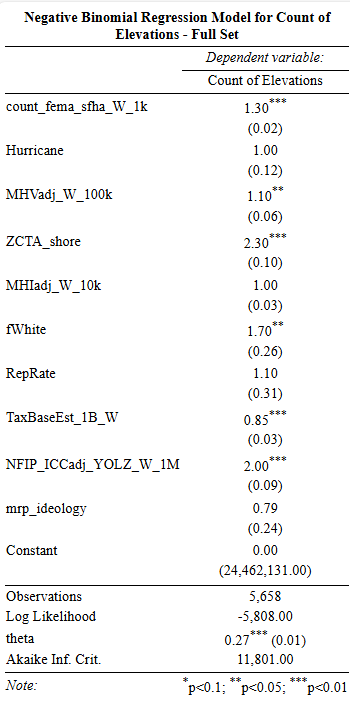 Negative Binomial Regression Model for Count of
Elevations - Full Set
Dependent variable:
Count of Elevations
count_fema_sfha_W_1k 1.30***
(0.02)
Hurricane 1.00
(0.12)
MHVadj_W_100k 1.10**
(0.06)
ZCTA_shore 2.30***
(0.10)
MHIadj_W_10k 1.00
(0.03)
fWhite 1.70**
(0.26)
RepRate 1.10
(0.31)
TaxBaseEst_1B_W 0.85***
(0.03)
NFIP_ICCadj_YOLZ_W_1M 2.00***
(0.09)
mrp_ideology 0.79
(0.24)
Constant 0.00
(24,462,131.00)
Observations 5,658
Log Likelihood -5,808.00
theta 0.27*** (0.01)
Akaike Inf. Crit. 11,801.00
Note: *p<0.1; **p<0.05; ***p<0.01